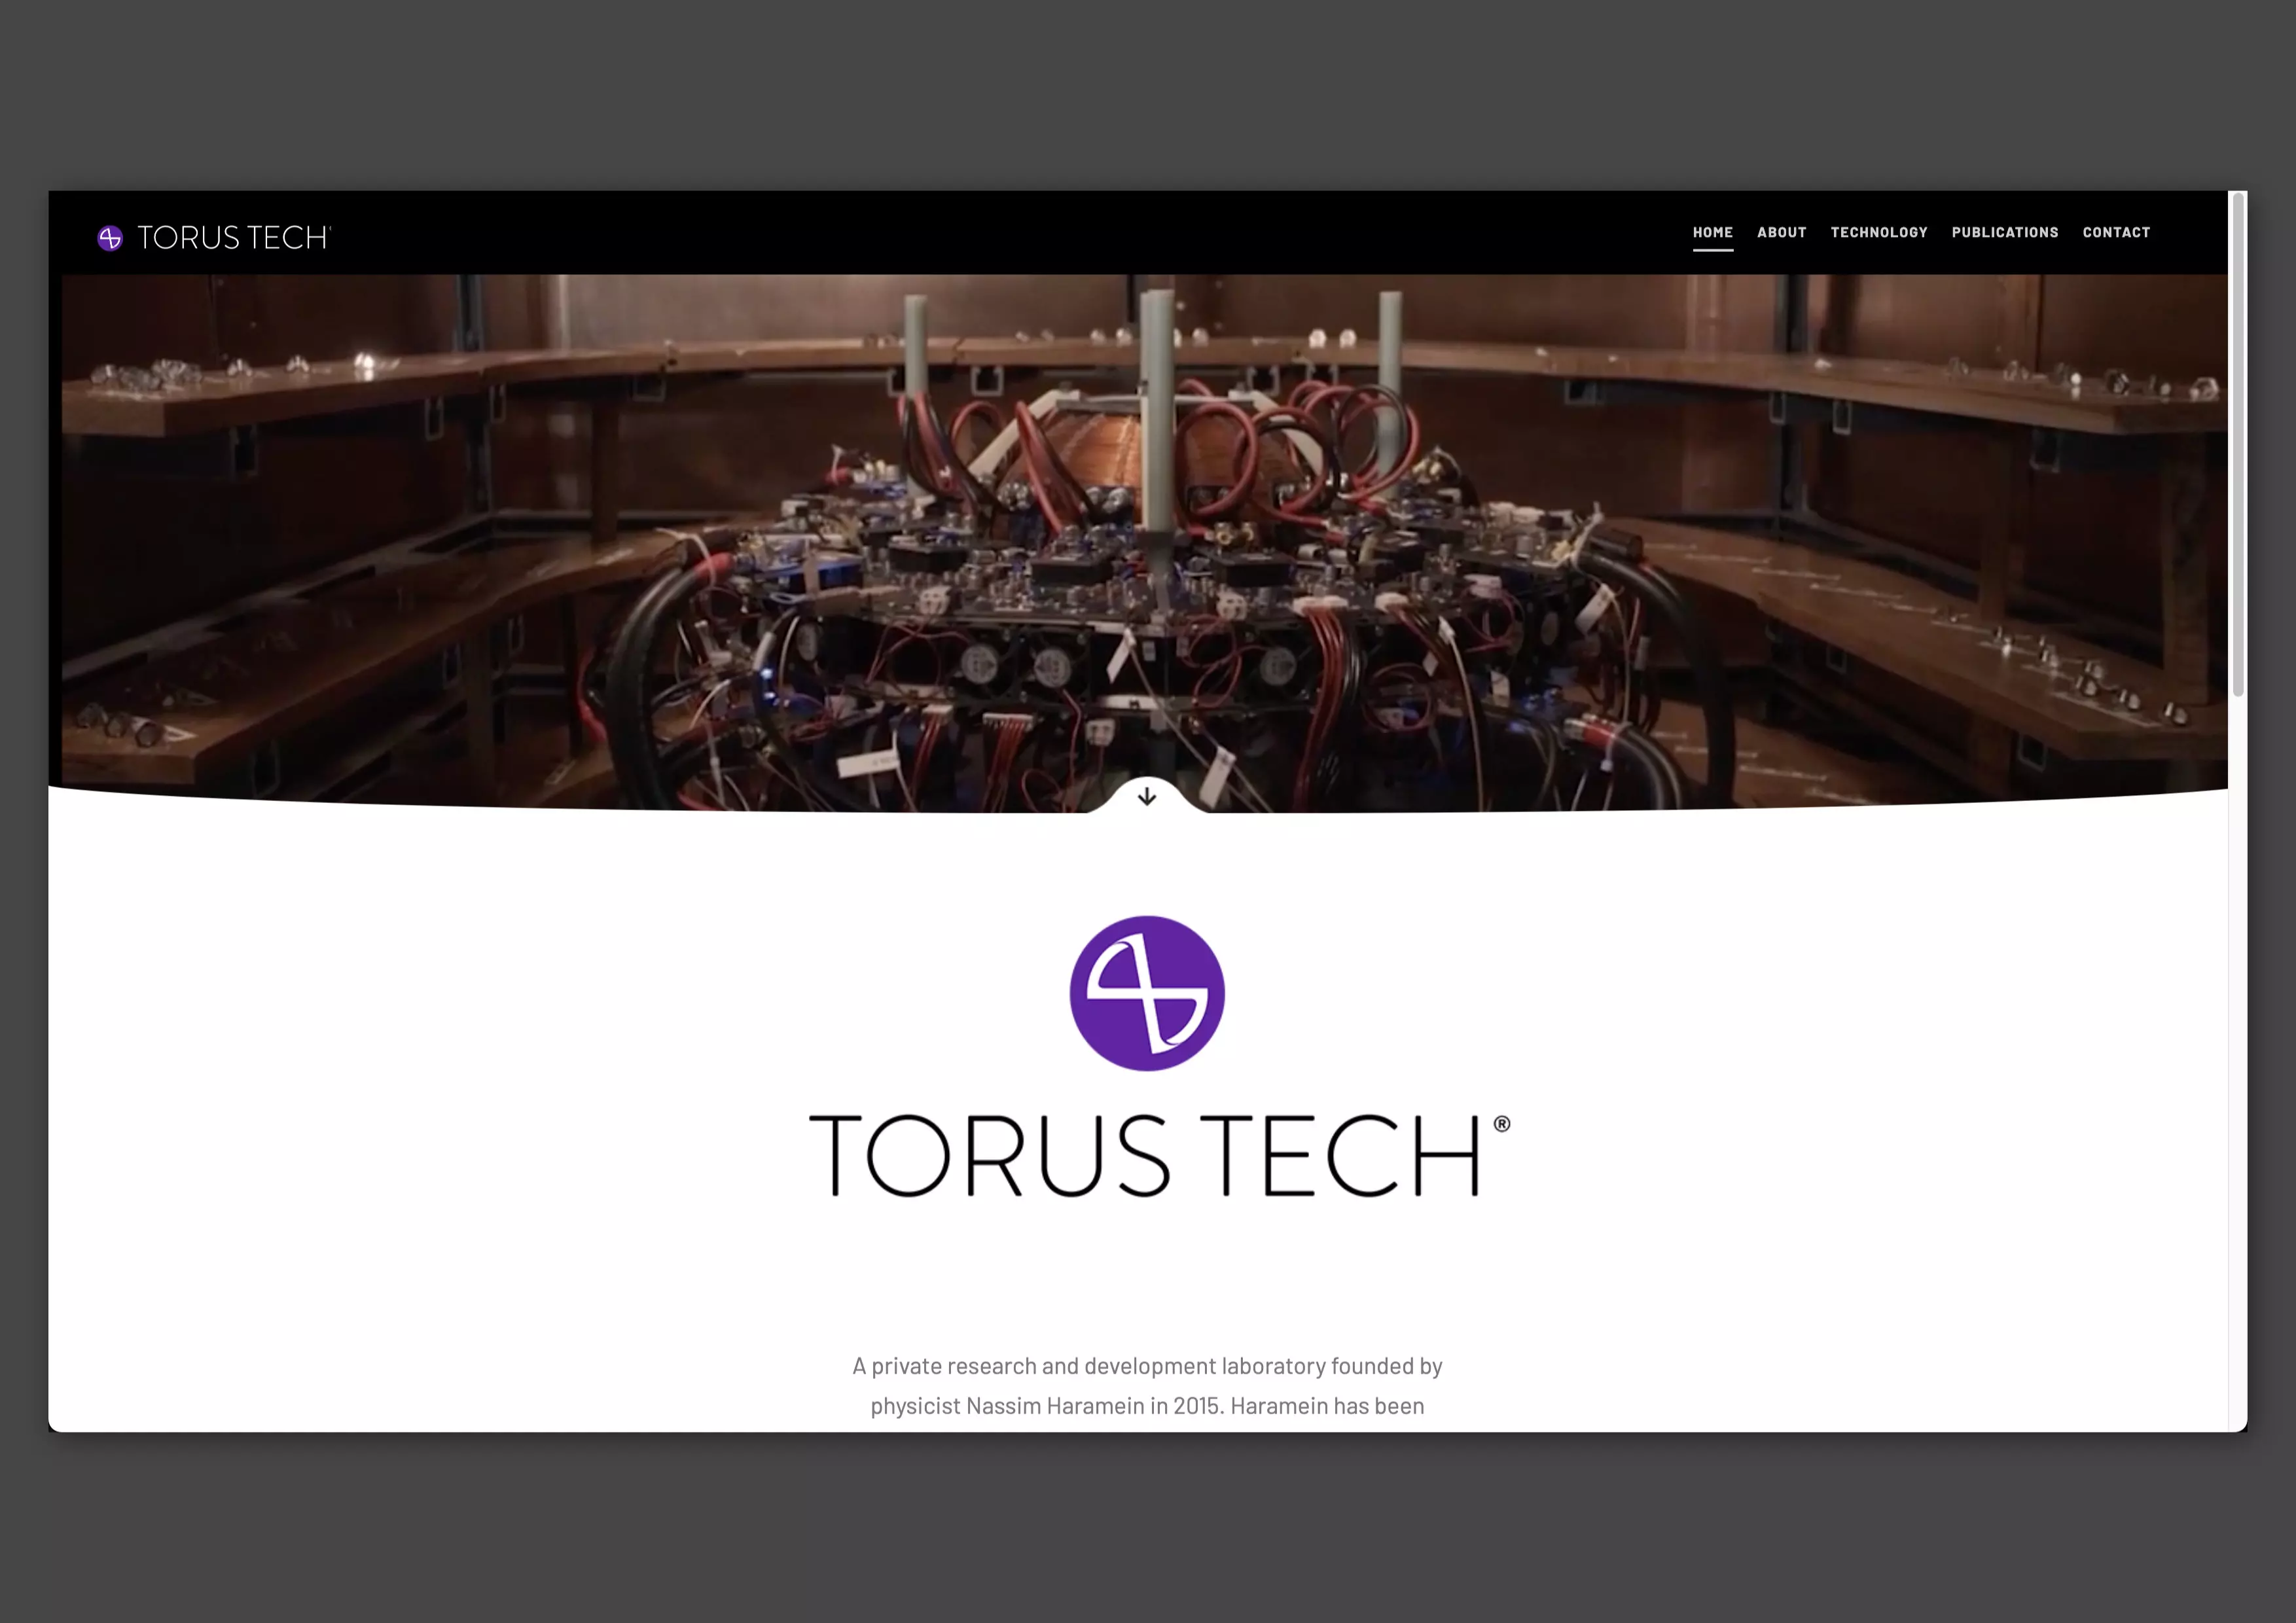 TORUS TECH
HOME ABOUT TECHNOLOGY PUBLICATIONS CONTACT
TORUS TECH®
A private research and development laboratory founded by
physicist Nassim Haramein in 2015. Haramein has been